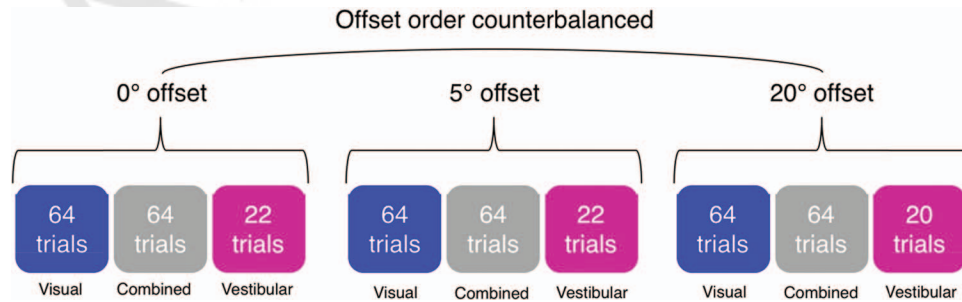 Offset order counterbalanced
0° offset
5° offset
20° offset
64 trials
64 trials
22 trials
64 trials
64 trials
22 trials
64 trials
64 trials
20 trials
Visual
Combined
Vestibular
Visual
Combined
Vestibular
Visual
Combined
Vestibular